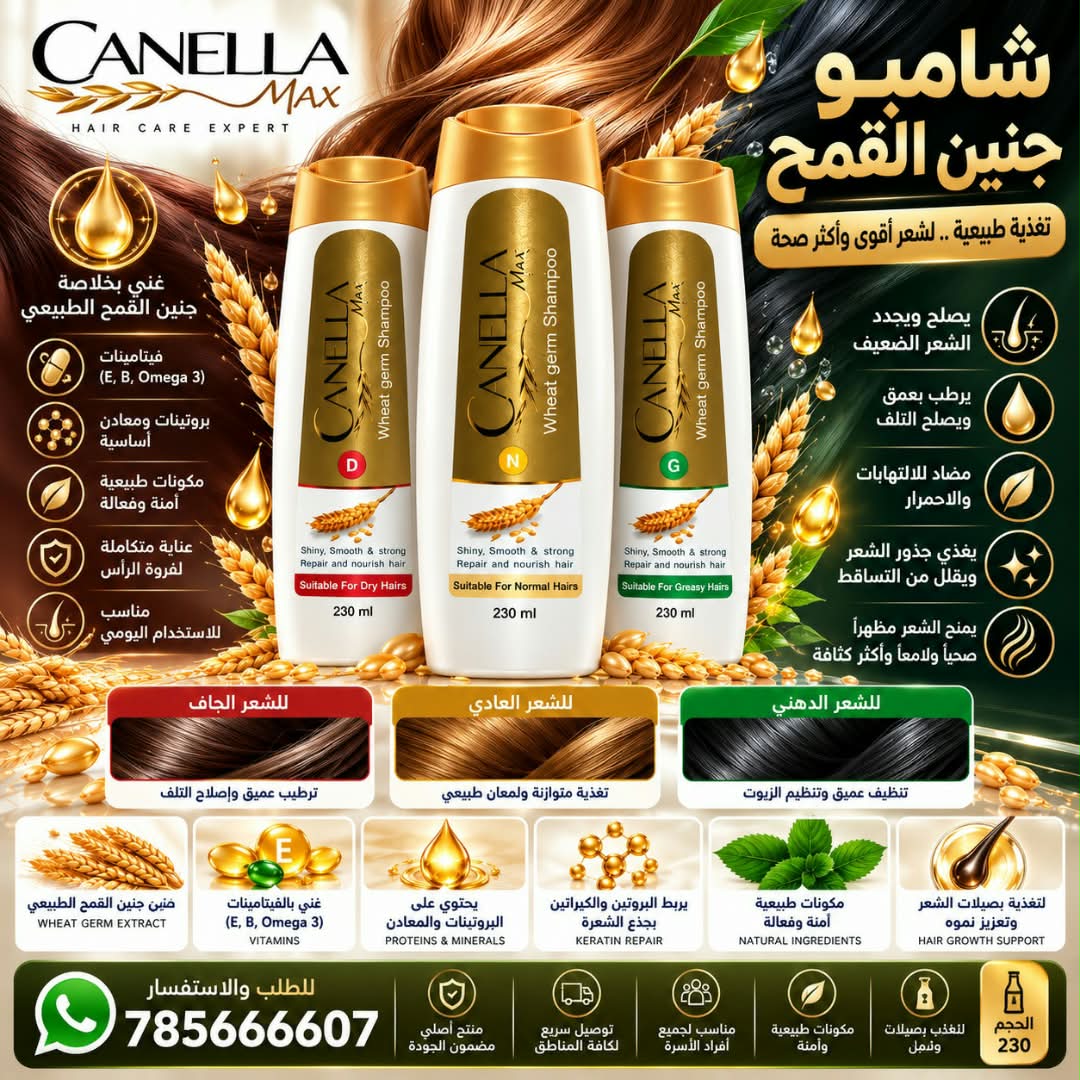 CANELLA
MAX
HAIR CARE EXPERT
شامبو
جنين القمح
تغذية طبيعية .. لشعر أقوى وأكثر صحة
غني بخلاصة
جنين القمح الطبيعي
فيتامينات
(E, B, Omega 3)
بروتينات ومعادن
أساسية
مكونات طبيعية
آمنة وفعالة
عناية متكاملة
لفروة الرأس
مناسب
للاستخدام اليومي
CANELLA
MAX
Wheat germ Shampoo
D
Shiny, Smooth & strong
Repair and nourish hair
Suitable For Dry Hairs
230 ml
CANELLA
MAX
Wheat germ Shampoo
N
Shiny, Smooth & strong
Repair and nourish hair
Suitable For Normal Hairs
230 ml
CANELLA
MAX
Wheat germ Shampoo
G
Shiny, Smooth & strong
Repair and nourish hair
Suitable For Greasy Hairs
230 ml
يصلح ويجدد
الشعر الضعيف
يرطب بعمق
ويصلح التلف
مضاد للالتهابات
والاحمرار
يغذي جذور الشعر
ويقلل من التساقط
يمنح الشعر مظهراً
صحياً ولامعاً وأكثر كثافة
للشعر الدهني
تنظيف عميق وتنظيم الزيوت
للشعر العادي
تغذية متوازنة ولمعان طبيعي
للشعر الجاف
ترطيب عميق وإصلاح التلف
لتغذية بصيلات الشعر
وتعزيز نموه
HAIR GROWTH SUPPORT
مكونات طبيعية
آمنة وفعالة
NATURAL INGREDIENTS
يربط البروتين والكيراتين
بجذع الشعرة
KERATIN REPAIR
يحتوي على
البروتينات والمعادن
PROTEINS & MINERALS
E
غني بالفيتامينات
(E, B, Omega 3)
VITAMINS
جنين القمح الطبيعي
WHEAT GERM EXTRACT
الحجم
230
بصيلات
مكونات طبيعية
وآمنة
مناسب لجميع
أفراد الأسرة
توصيل سريع
لكافة المناطق
منتج أصلي
مضمون الجودة
للطلب والاستفسار
785666607